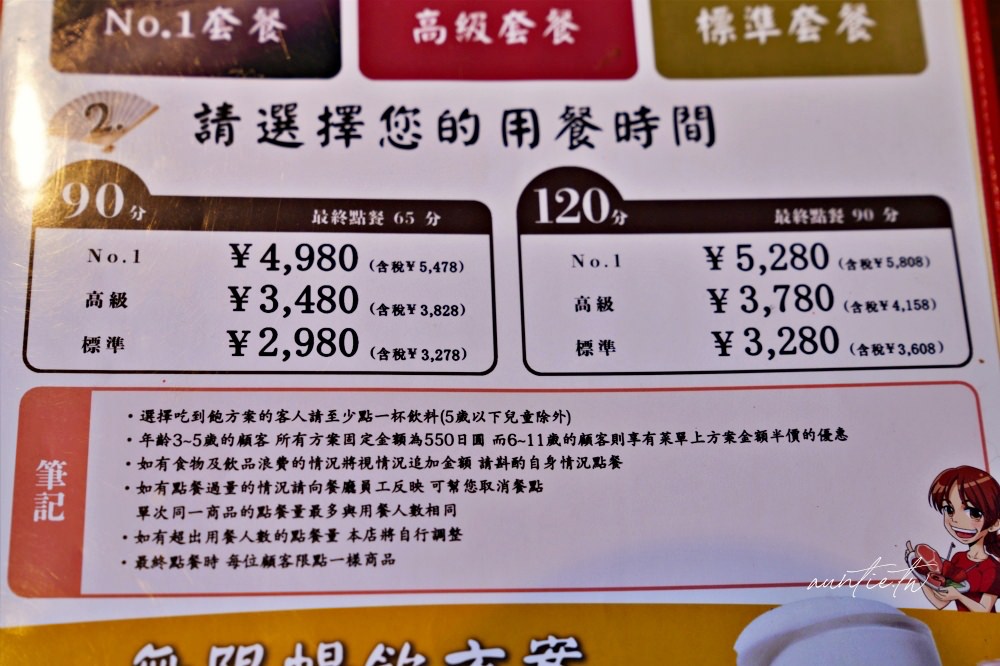 No.1套餐
高級套餐
標準套餐
2.
請選擇您的用餐時間
90分
最終點餐 65 分
No.1 ¥4,980 (含稅¥5,478)
高級 ¥3,480 (含稅¥3,828)
標準 ¥2,980 (含稅¥3,278)
120分
最終點餐 90 分
No.1 ¥5,280 (含稅¥5,808)
高級 ¥3,780 (含稅¥4,158)
標準 ¥3,280 (含稅¥3,608)
筆記
・選擇吃到飽方案的客人請至少點一杯飲料(5歲以下兒童除外)
・年齡3~5歲的顧客 所有方案固定金額為550日圓 而6~11歲的顧客則享有菜單上方案金額半價的優惠
・如有食物及飲品浪費的情況將視情況追加金額 請斟酌自身情況點餐
・如有點餐過量的情況請向餐廳員工反映 可幫您取消餐點
單次同一商品的點餐量最多與用餐人數相同
・如有超出用餐人數的點餐量 本店將自行調整
・最終點餐時 每位顧客限點一樣商品
auntie.tw
無限暢飲方案